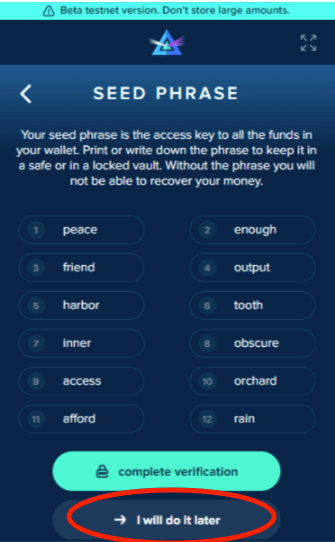 Beta testnet version. Don't store large amounts.
SEED PHRASE
Your seed phrase is the access key to all the funds in
your wallet. Print or write down the phrase to keep it in
a safe or in a locked vault. Without the phrase you will
not be able to recover your money.
1 peace 2 enough
3 friend 4 output
5 harbor 6 tooth
7 inner 8 obscure
9 access 10 orchard
11 afford 12 rain
complete verification
I will do it later